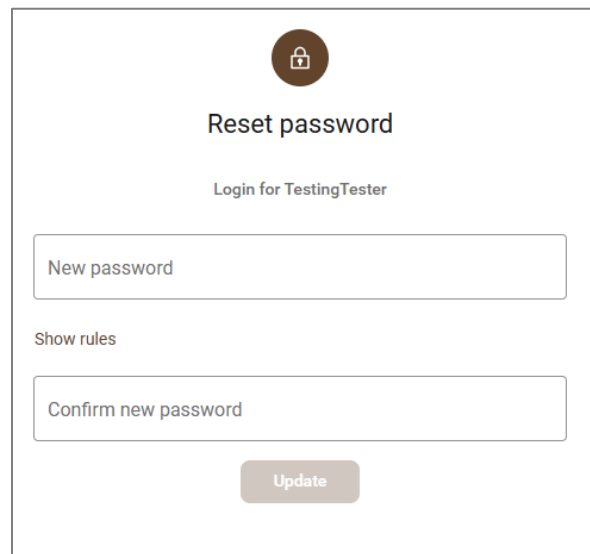 Reset password
Login for TestingTester
New password
Show rules
Confirm new password
Update